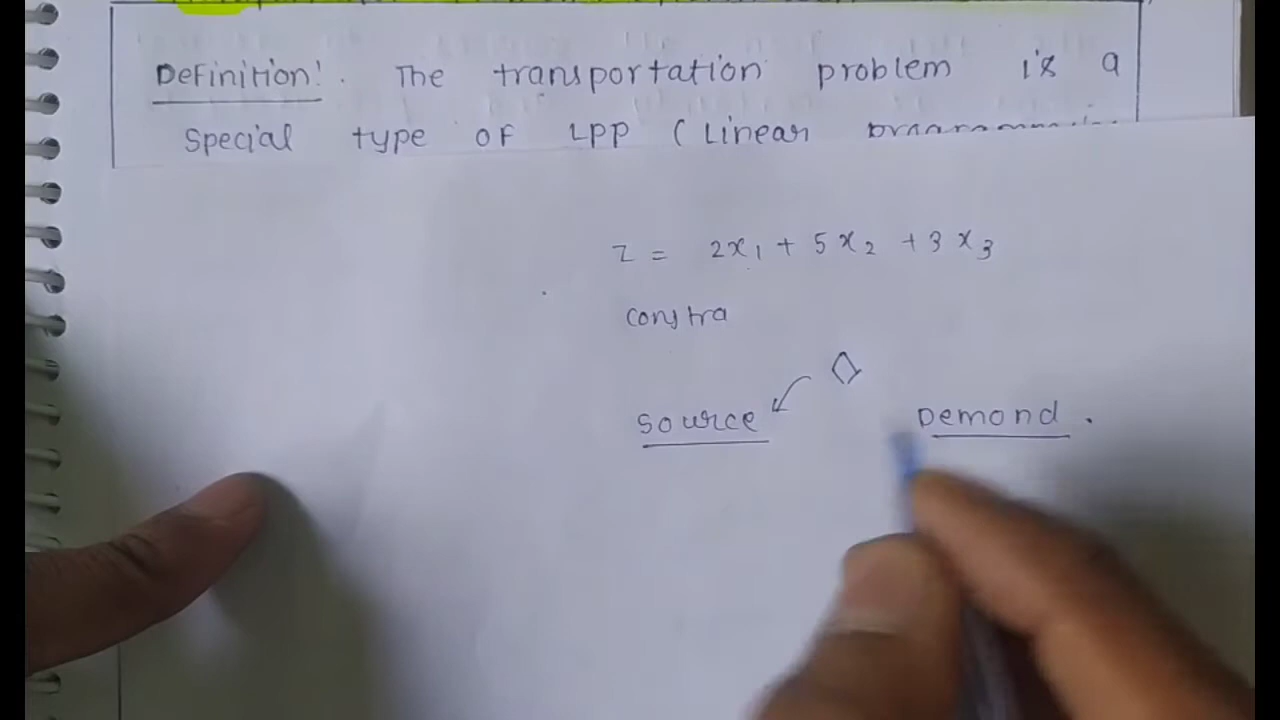 Definition: The transportation problem is a
special type of LPP (Linear
Z = 2x₁ + 5x₂ + 3x₃
constra
source Demond.